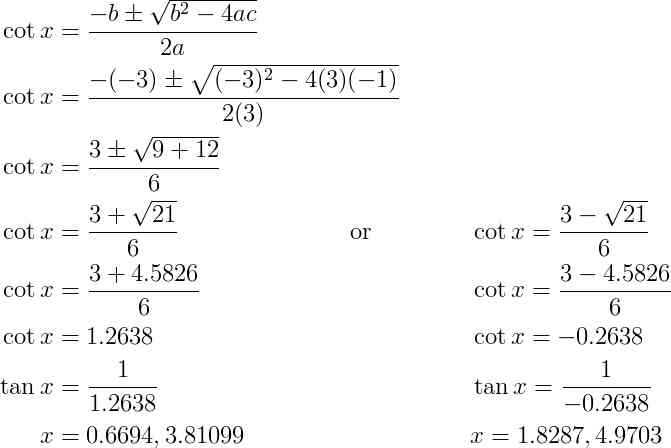 cot x = (-b ± √(b² − 4ac)) / 2a
cot x = (−(−3) ± √((−3)² − 4(3)(−1))) / 2(3)
cot x = (3 ± √(9 + 12)) / 6
cot x = (3 + √21) / 6 or cot x = (3 − √21) / 6
cot x = (3 + 4.5826) / 6 cot x = (3 − 4.5826) / 6
cot x = 1.2638 cot x = −0.2638
tan x = 1 / 1.2638 tan x = 1 / −0.2638
x = 0.6694, 3.81099 x = 1.8287, 4.9703